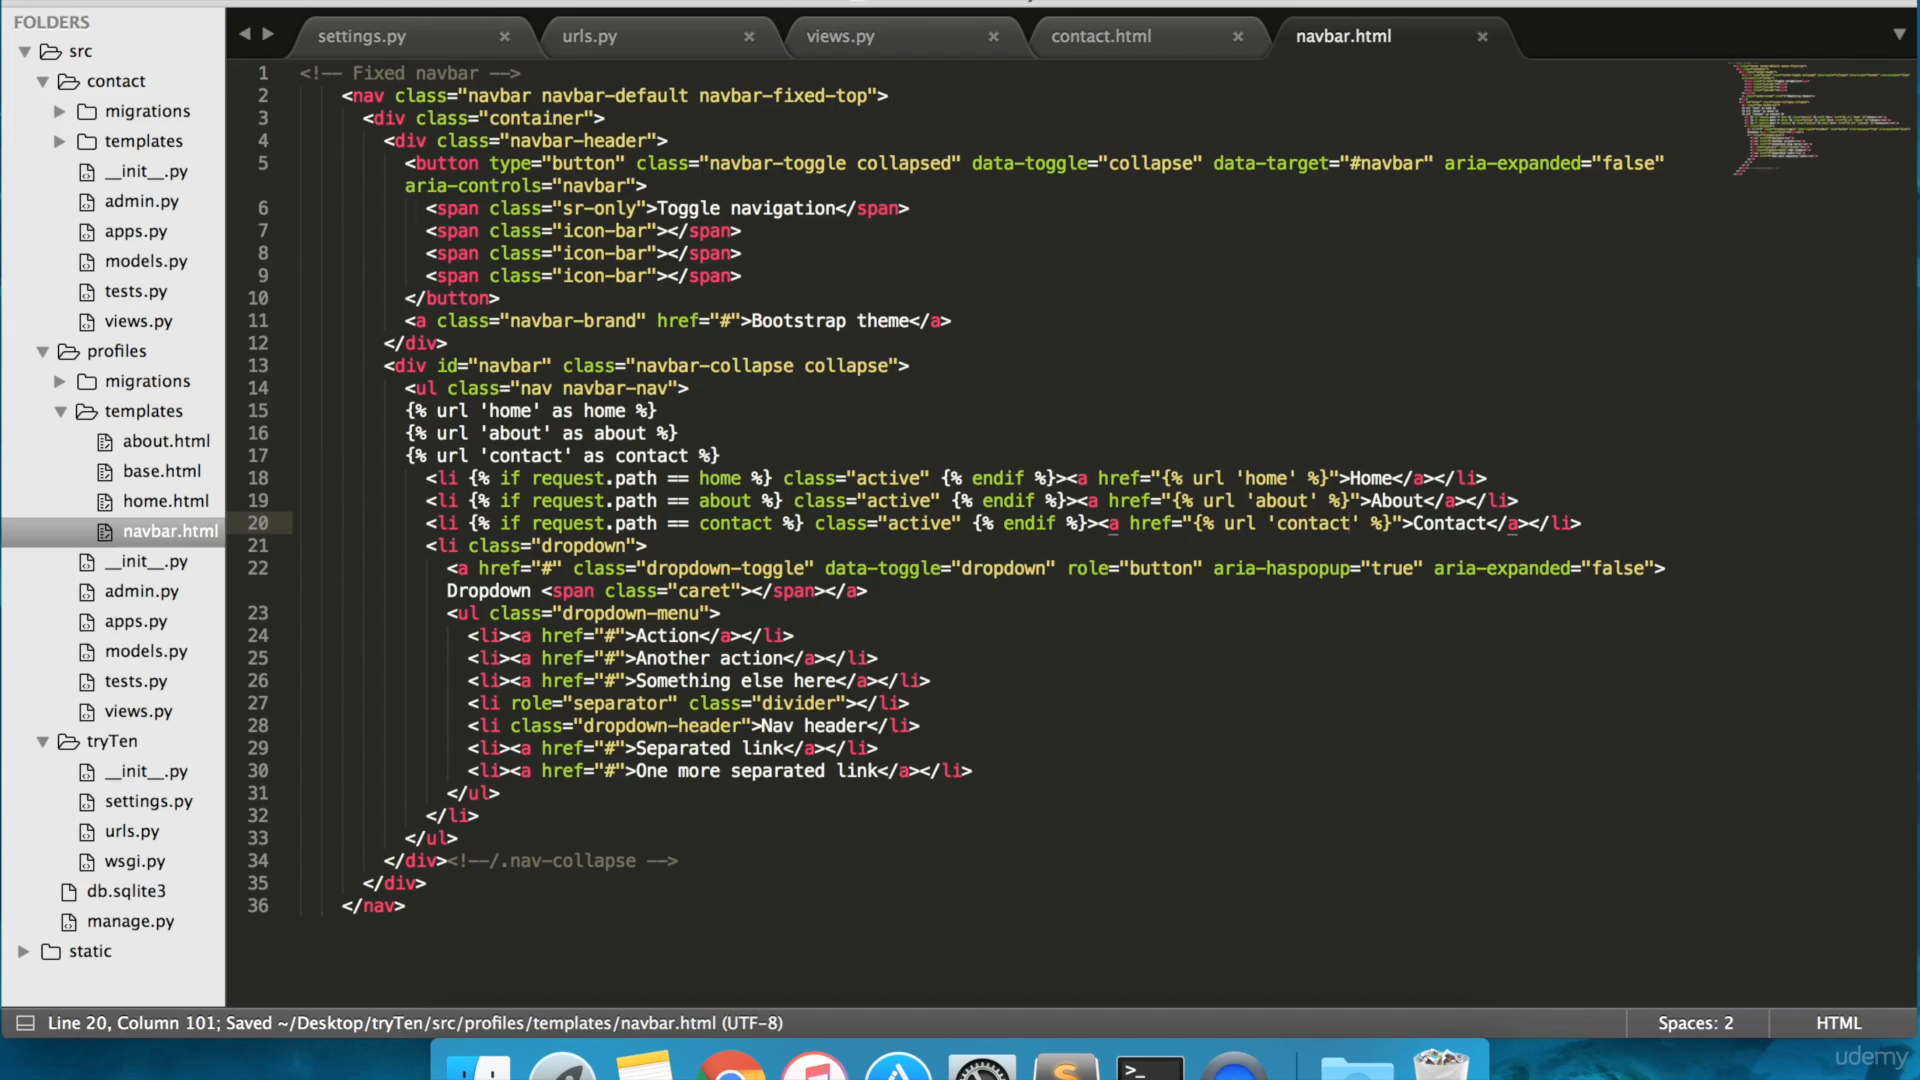 FOLDERS
src
contact
migrations
templates
__init__.py
admin.py
apps.py
models.py
tests.py
views.py
profiles
migrations
templates
about.html
base.html
home.html
navbar.html
__init__.py
admin.py
apps.py
models.py
tests.py
views.py
tryTen
__init__.py
settings.py
urls.py
wsgi.py
db.sqlite3
manage.py
static
settings.py × urls.py × views.py × contact.html × navbar.html ×
1 <!-- Fixed navbar -->
2 <nav class="navbar navbar-default navbar-fixed-top">
3 <div class="container">
4 <div class="navbar-header">
5 <button type="button" class="navbar-toggle collapsed" data-toggle="collapse" data-target="#navbar" aria-expanded="false"
aria-controls="navbar">
6 <span class="sr-only">Toggle navigation</span>
7 <span class="icon-bar"></span>
8 <span class="icon-bar"></span>
9 <span class="icon-bar"></span>
10 </button>
11 <a class="navbar-brand" href="#">Bootstrap theme</a>
12 </div>
13 <div id="navbar" class="navbar-collapse collapse">
14 <ul class="nav navbar-nav">
15 {% url 'home' as home %}
16 {% url 'about' as about %}
17 {% url 'contact' as contact %}
18 <li {% if request.path == home %} class="active" {% endif %}><a href="{% url 'home' %}">Home</a></li>
19 <li {% if request.path == about %} class="active" {% endif %}><a href="{% url 'about' %}">About</a></li>
20 <li {% if request.path == contact %} class="active" {% endif %}><a href="{% url 'contact' %}">Contact</a></li>
21 <li class="dropdown">
22 <a href="#" class="dropdown-toggle" data-toggle="dropdown" role="button" aria-haspopup="true" aria-expanded="false">
Dropdown <span class="caret"></span></a>
23 <ul class="dropdown-menu">
24 <li><a href="#">Action</a></li>
25 <li><a href="#">Another action</a></li>
26 <li><a href="#">Something else here</a></li>
27 <li role="separator" class="divider"></li>
28 <li class="dropdown-header">Nav header</li>
29 <li><a href="#">Separated link</a></li>
30 <li><a href="#">One more separated link</a></li>
31 </ul>
32 </li>
33 </ul>
34 </div><!--/.nav-collapse -->
35 </div>
36 </nav>
Line 20, Column 101; Saved ~/Desktop/tryTen/src/profiles/templates/navbar.html (UTF-8)
Spaces: 2
HTML
udemy